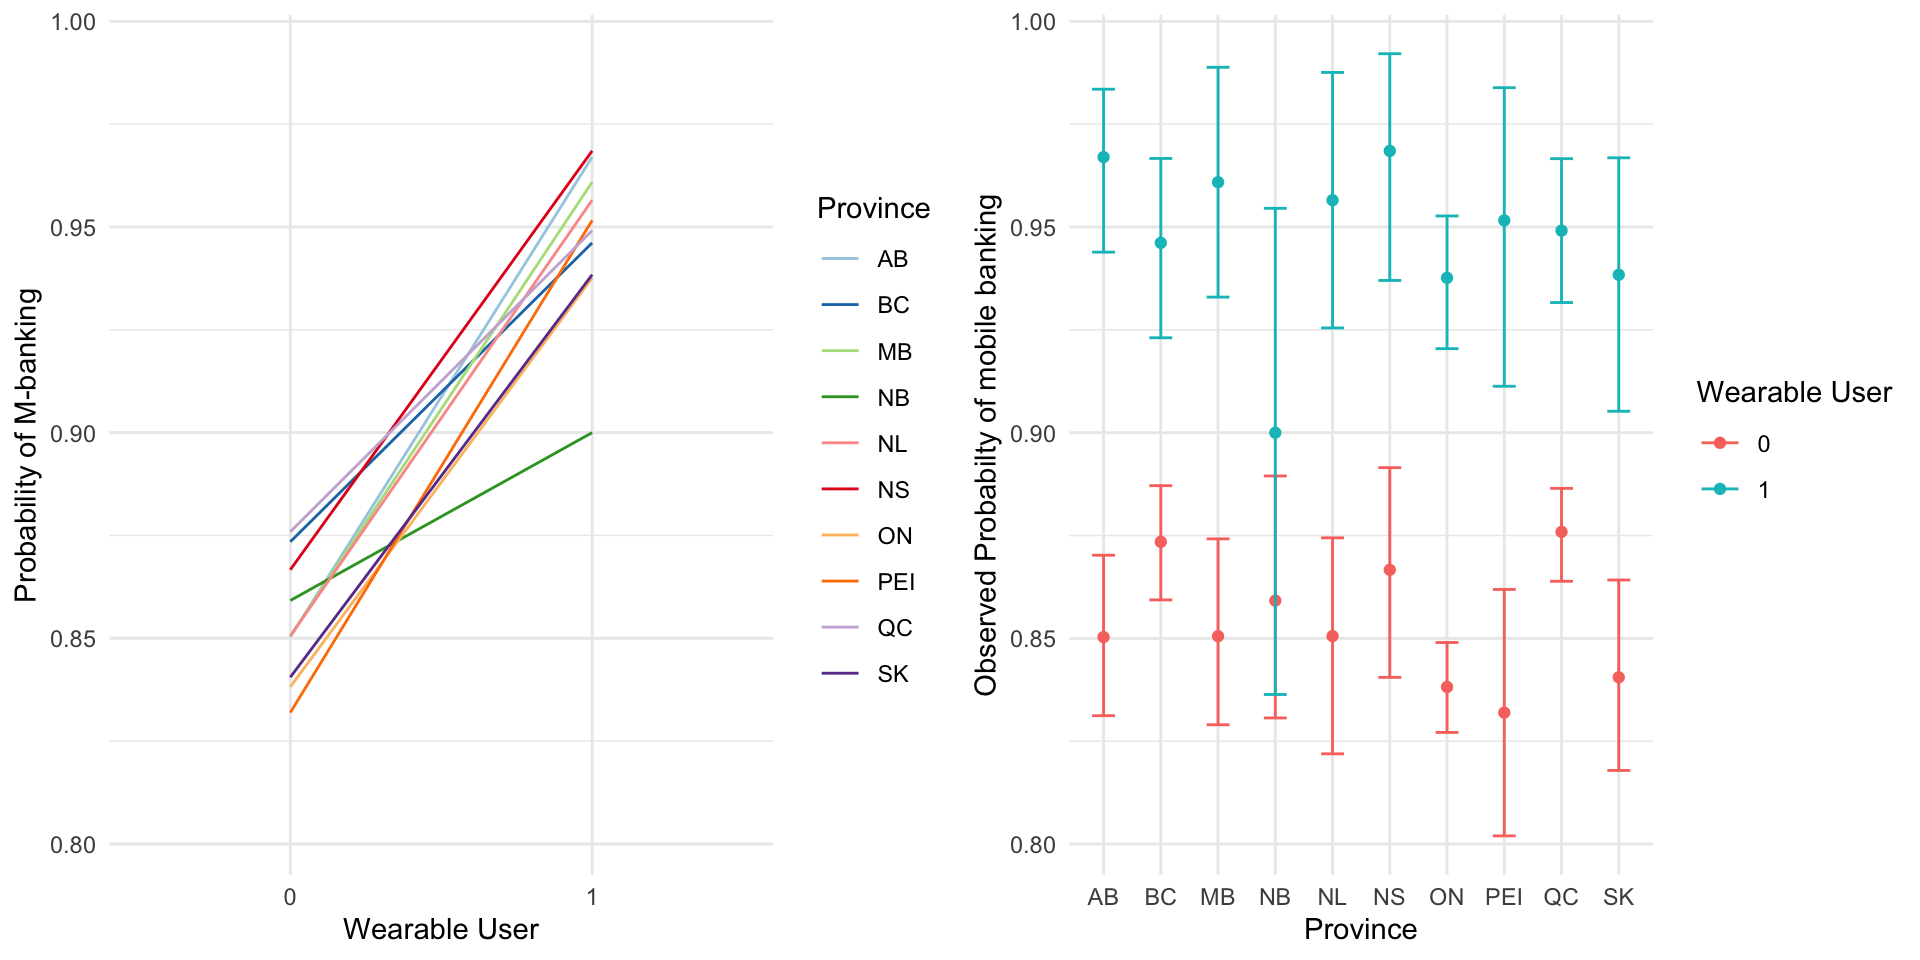 Probability of M-banking
1.00
0.95
0.90
0.85
0.80
0 1
Wearable User
Province
AB
BC
MB
NB
NL
NS
ON
PEI
QC
SK
Observed Probabilty of mobile banking
1.00
0.95
0.90
0.85
0.80
AB BC MB NB NL NS ON PEI QC SK
Province
Wearable User
0
1